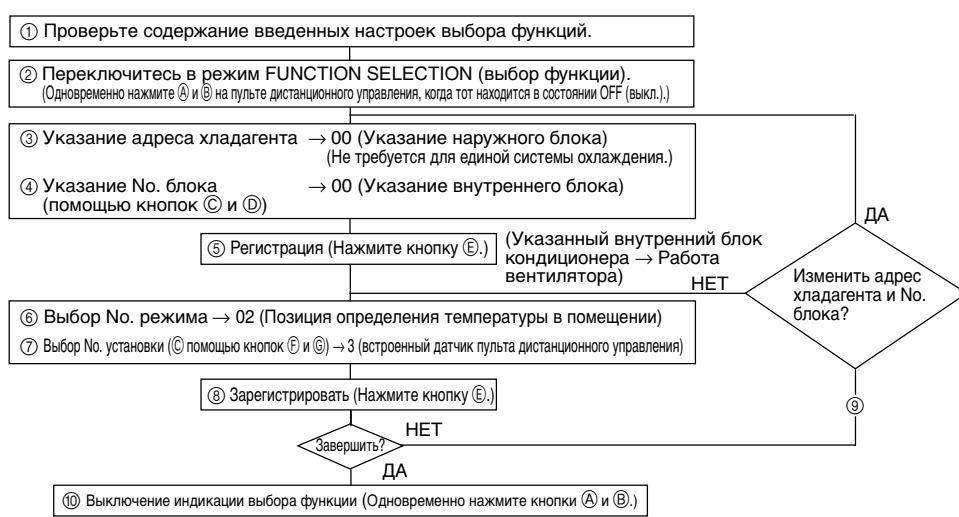 ① Проверьте содержание введенных настроек выбора функций.
② Переключитесь в режим FUNCTION SELECTION (выбор функции).
(Одновременно нажмите Ⓐ и Ⓑ на пульте дистанционного управления, когда тот находится в состоянии OFF (выкл.).)
③ Указание адреса хладагента → 00 (Указание наружного блока)
(Не требуется для единой системы охлаждения.)
④ Указание No. блока → 00 (Указание внутреннего блока)
(помощью кнопок Ⓒ и Ⓓ)
ДА
⑤ Регистрация (Нажмите кнопку Ⓔ.)
(Указанный внутренний блок
кондиционера → Работа
вентилятора)
НЕТ
Изменить адрес
хладагента и No.
блока?
⑥ Выбор No. режима → 02 (Позиция определения температуры в помещении)
⑦ Выбор No. установки (Ⓒ помощью кнопок Ⓕ и Ⓖ) → 3 (встроенный датчик пульта дистанционного управления)
⑧ Зарегистрировать (Нажмите кнопку Ⓔ.)
⑨
Завершить?
НЕТ
ДА
⑩ Выключение индикации выбора функции (Одновременно нажмите кнопки Ⓐ и Ⓑ.)